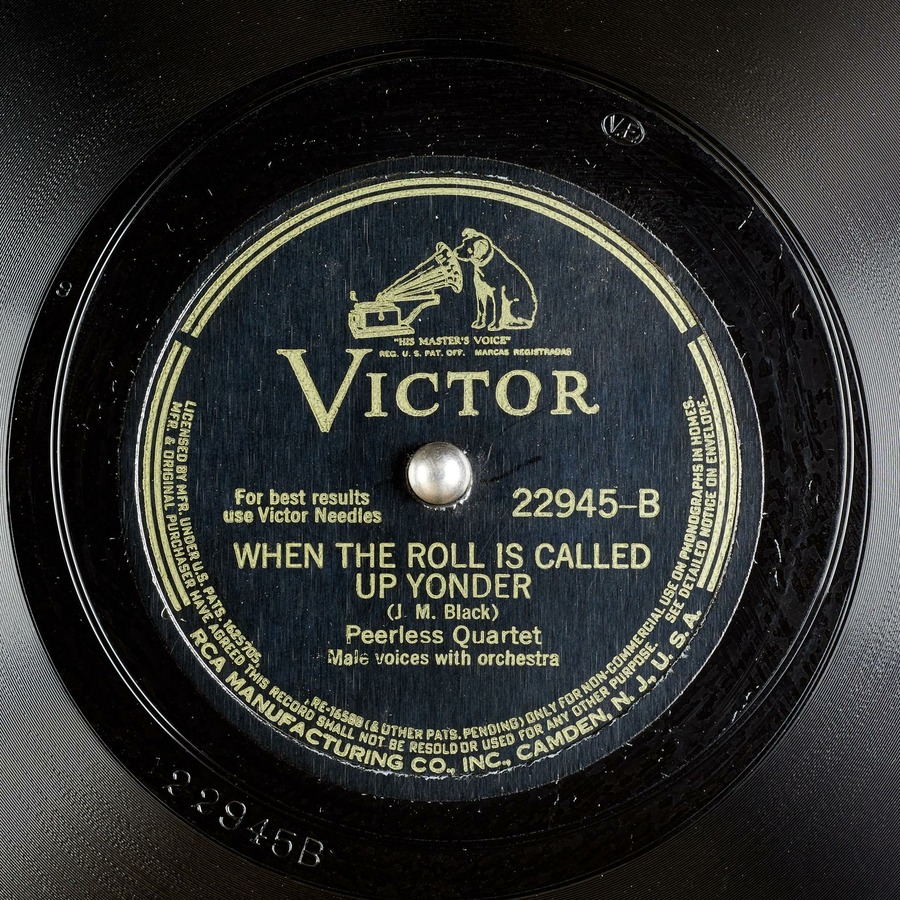 V.E.
"HIS MASTER'S VOICE"
REG. U. S. PAT. OFF. MARCAS REGISTRADAS
VICTOR
For best results
use Victor Needles
22945-B
WHEN THE ROLL IS CALLED
UP YONDER
(J. M. Black)
Peerless Quartet
Male voices with orchestra
LICENSED BY MFR. UNDER U.S. PATS. 1625705, RE-16588 (& OTHER PATS. PENDING) ONLY FOR NON-COMMERCIAL USE ON PHONOGRAPHS IN HOMES.
MFR. & ORIGINAL PURCHASER HAVE AGREED THIS RECORD SHALL NOT BE RESOLD OR USED FOR ANY OTHER PURPOSE. SEE DETAILED NOTICE ON ENVELOPE.
RCA MANUFACTURING CO., INC., CAMDEN, N. J., U. S. A.
22945B